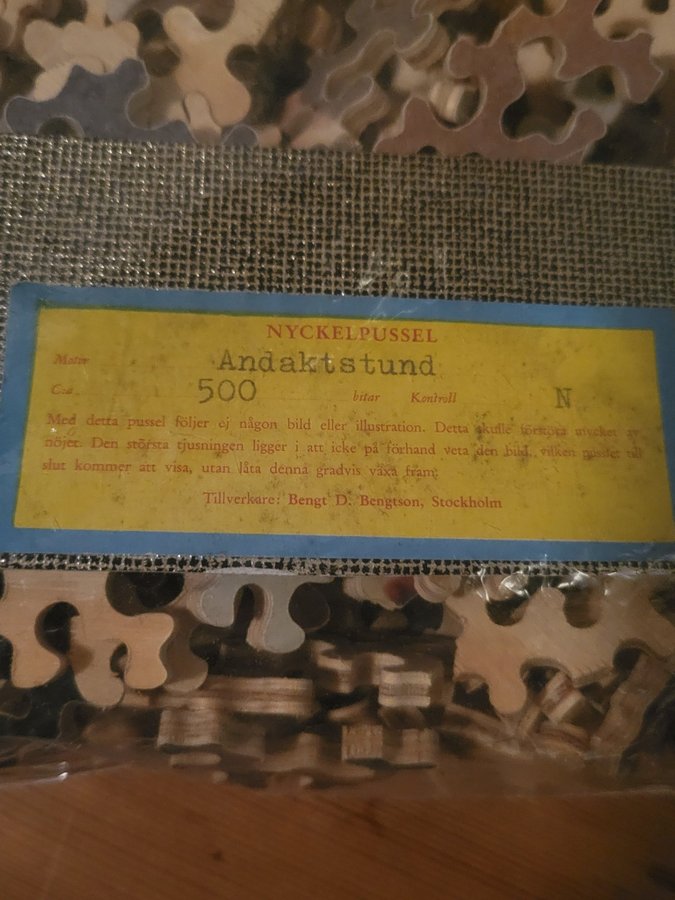 NYCKELPUSSEL
Motiv Andaktstund
C:a 500 bitar Kontroll N
Med detta pussel följer ej någon bild eller illustration. Detta skulle förstöra mycket av
nöjet. Den största tjusningen ligger i att icke på förhand veta den bild, vilken pusslet till
slut kommer att visa, utan låta denna gradvis växa fram.
Tillverkare: Bengt D. Bengtson, Stockholm